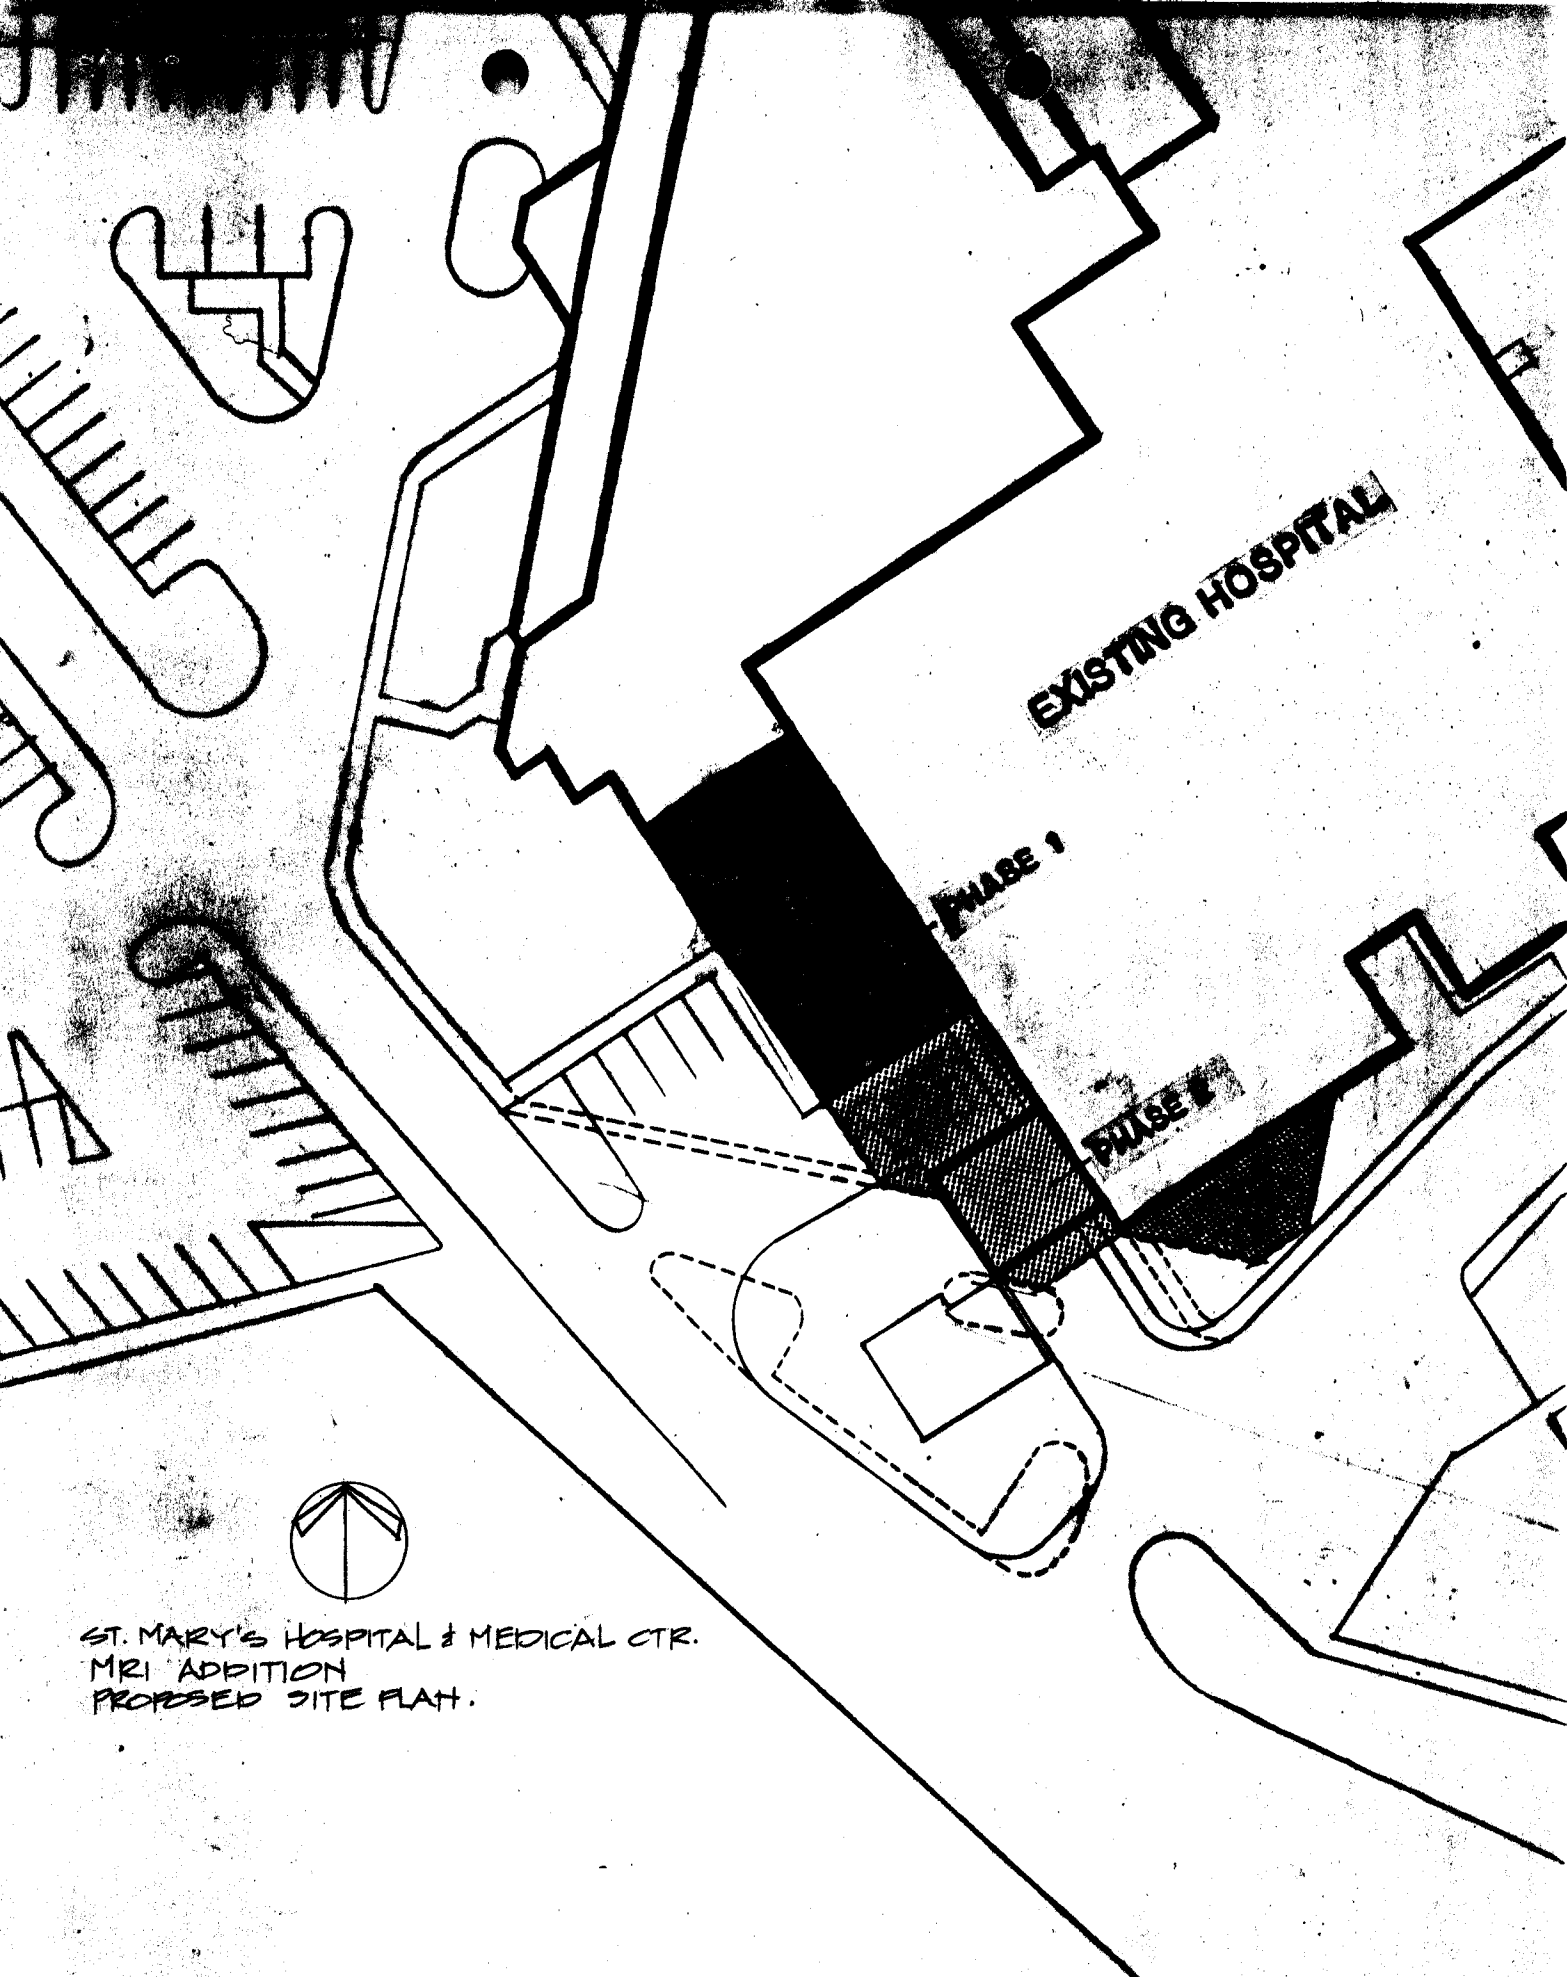 EXISTING HOSPITAL
PHASE 1
PHASE 2
ST. MARY'S HOSPITAL & MEDICAL CTR.
MRI ADDITION
PROPOSED SITE PLAN.